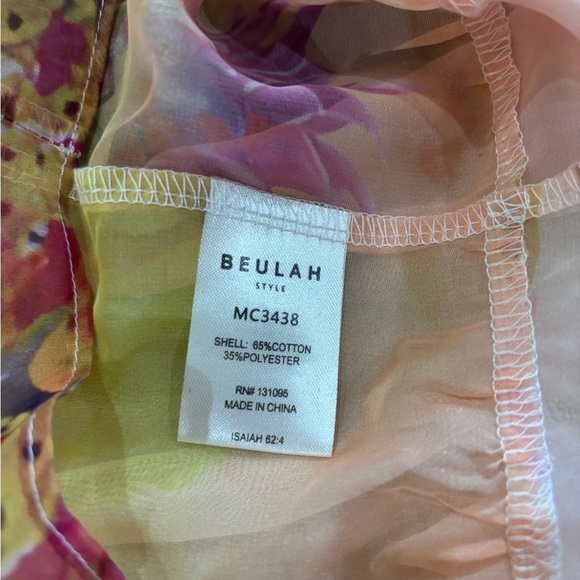 BEULAH
STYLE
MC3438
SHELL: 65%COTTON
35%POLYESTER
RN# 131095
MADE IN CHINA
ISAIAH 62:4